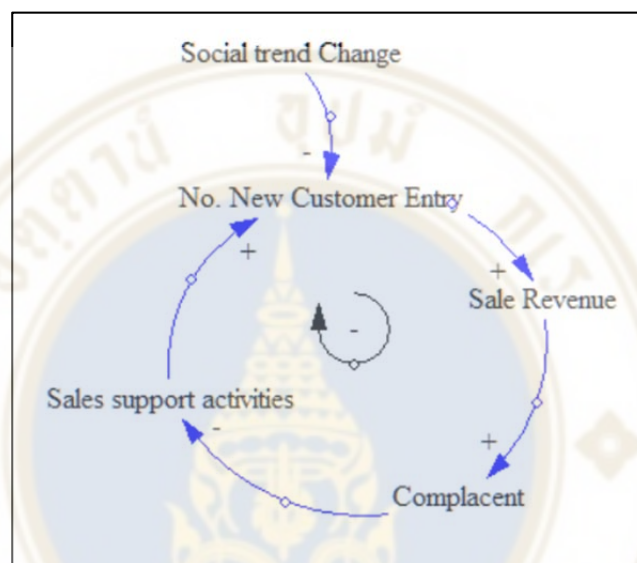 Social trend Change
-
No. New Customer Entry
+
+
Sale Revenue
-
Sales support activities
-
+
Complacent